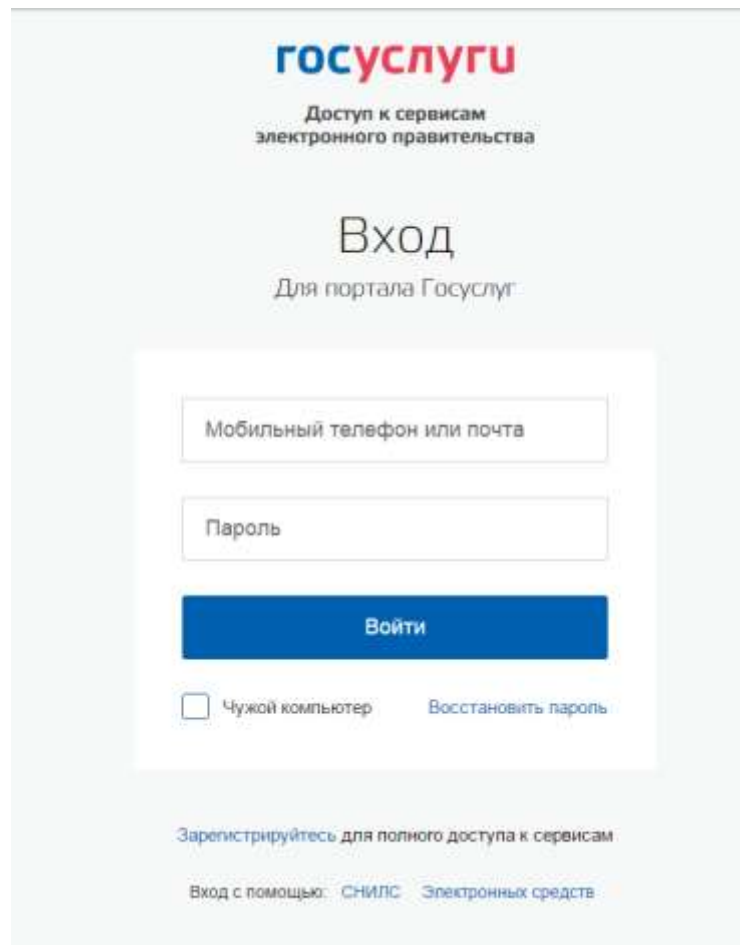 госуслуги
Доступ к сервисам
электронного правительства
Вход
Для портала Госуслуг
Мобильный телефон или почта
Пароль
Войти
Чужой компьютер Восстановить пароль
Зарегистрируйтесь для полного доступа к сервисам
Вход с помощью: СНИЛС Электронных средств